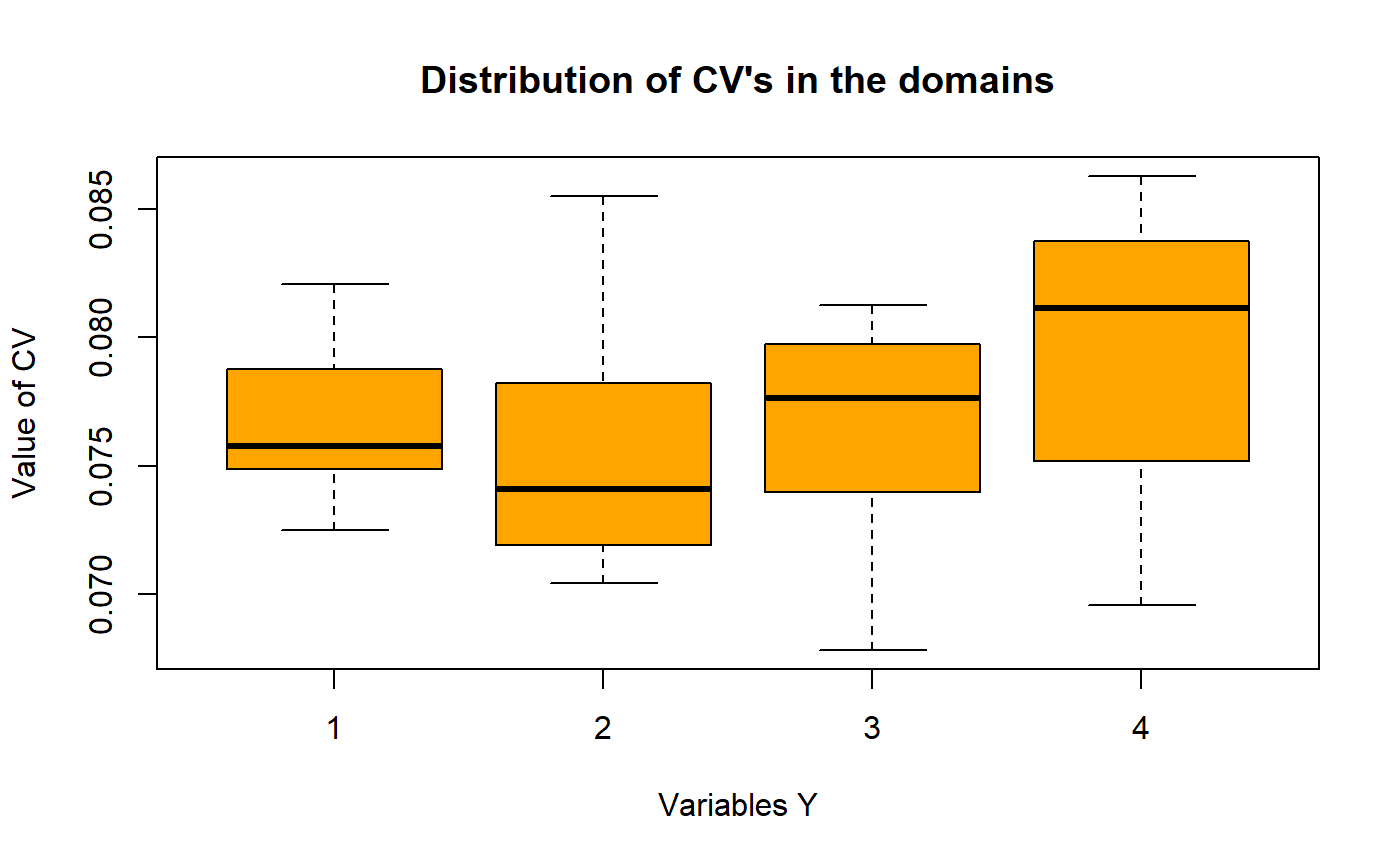 Distribution of CV's in the domains
Value of CV
0.085
0.080
0.075
0.070
1 2 3 4
Variables Y